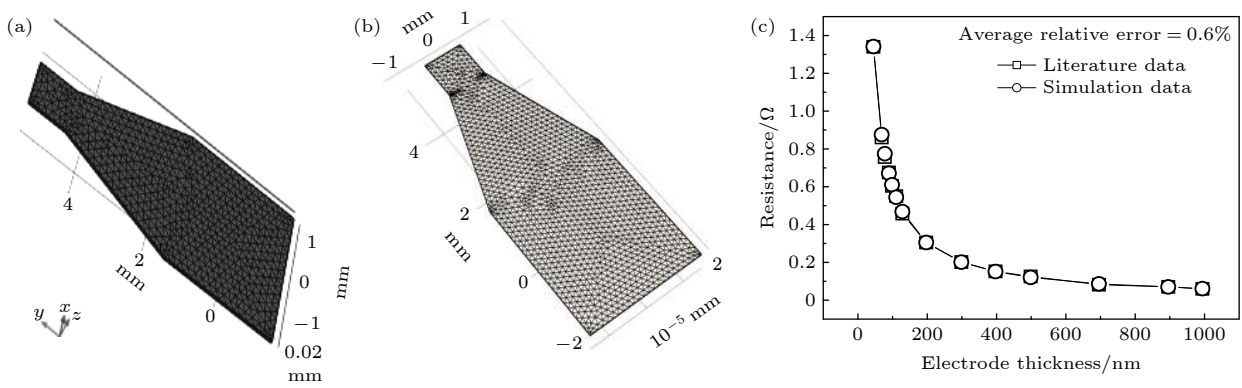 (a)
4
2
mm
0
1
0
mm
−1
0.02
mm
y
x
z
(b)
mm
1
0
−1
4
2
mm
0
2
10⁻⁵ mm
−2
(c)
Average relative error = 0.6%
Literature data
Simulation data
Resistance/Ω
1.4
1.2
1.0
0.8
0.6
0.4
0.2
0
0 200 400 600 800 1000
Electrode thickness/nm